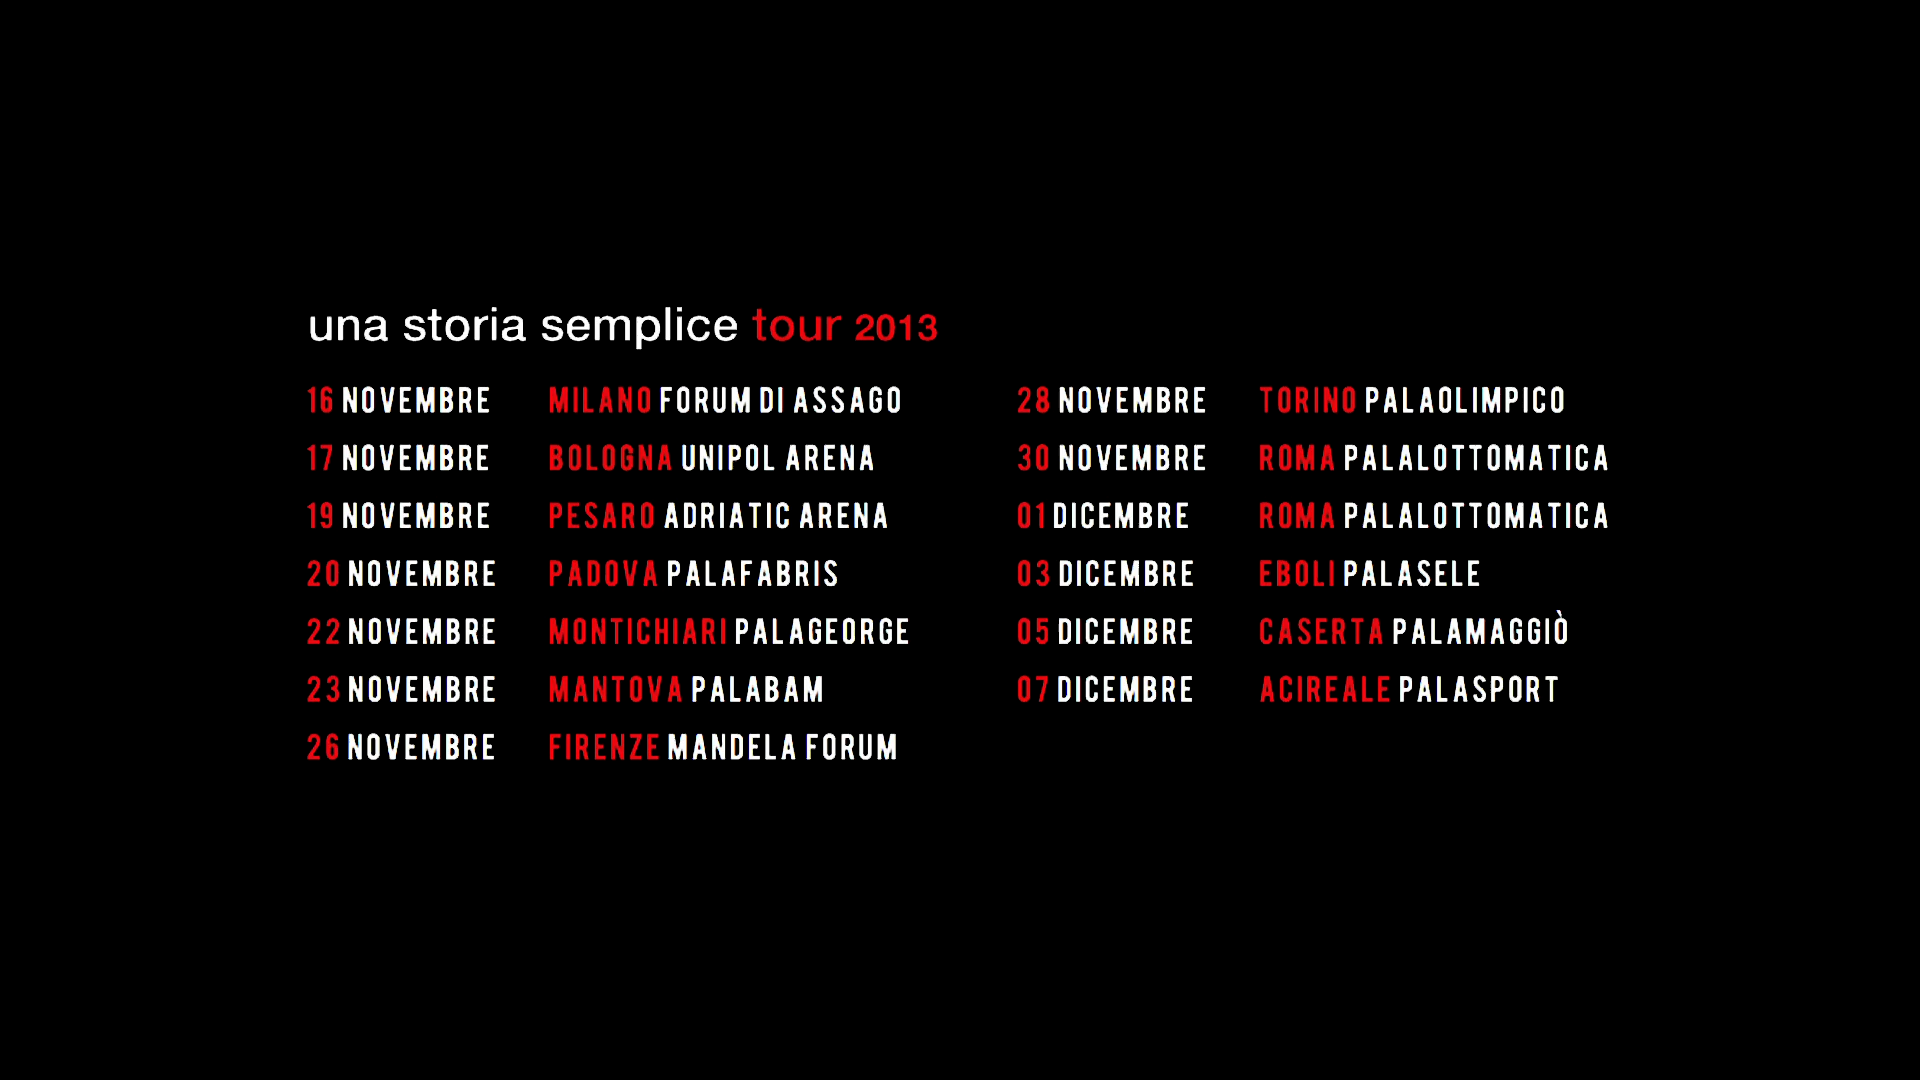 una storia semplice tour 2013
16 NOVEMBRE MILANO FORUM DI ASSAGO
17 NOVEMBRE BOLOGNA UNIPOL ARENA
19 NOVEMBRE PESARO ADRIATIC ARENA
20 NOVEMBRE PADOVA PALAFABRIS
22 NOVEMBRE MONTICHIARI PALAGEORGE
23 NOVEMBRE MANTOVA PALABAM
26 NOVEMBRE FIRENZE MANDELA FORUM
28 NOVEMBRE TORINO PALAOLIMPICO
30 NOVEMBRE ROMA PALALOTTOMATICA
01 DICEMBRE ROMA PALALOTTOMATICA
03 DICEMBRE EBOLI PALASELE
05 DICEMBRE CASERTA PALAMAGGIÒ
07 DICEMBRE ACIREALE PALASPORT